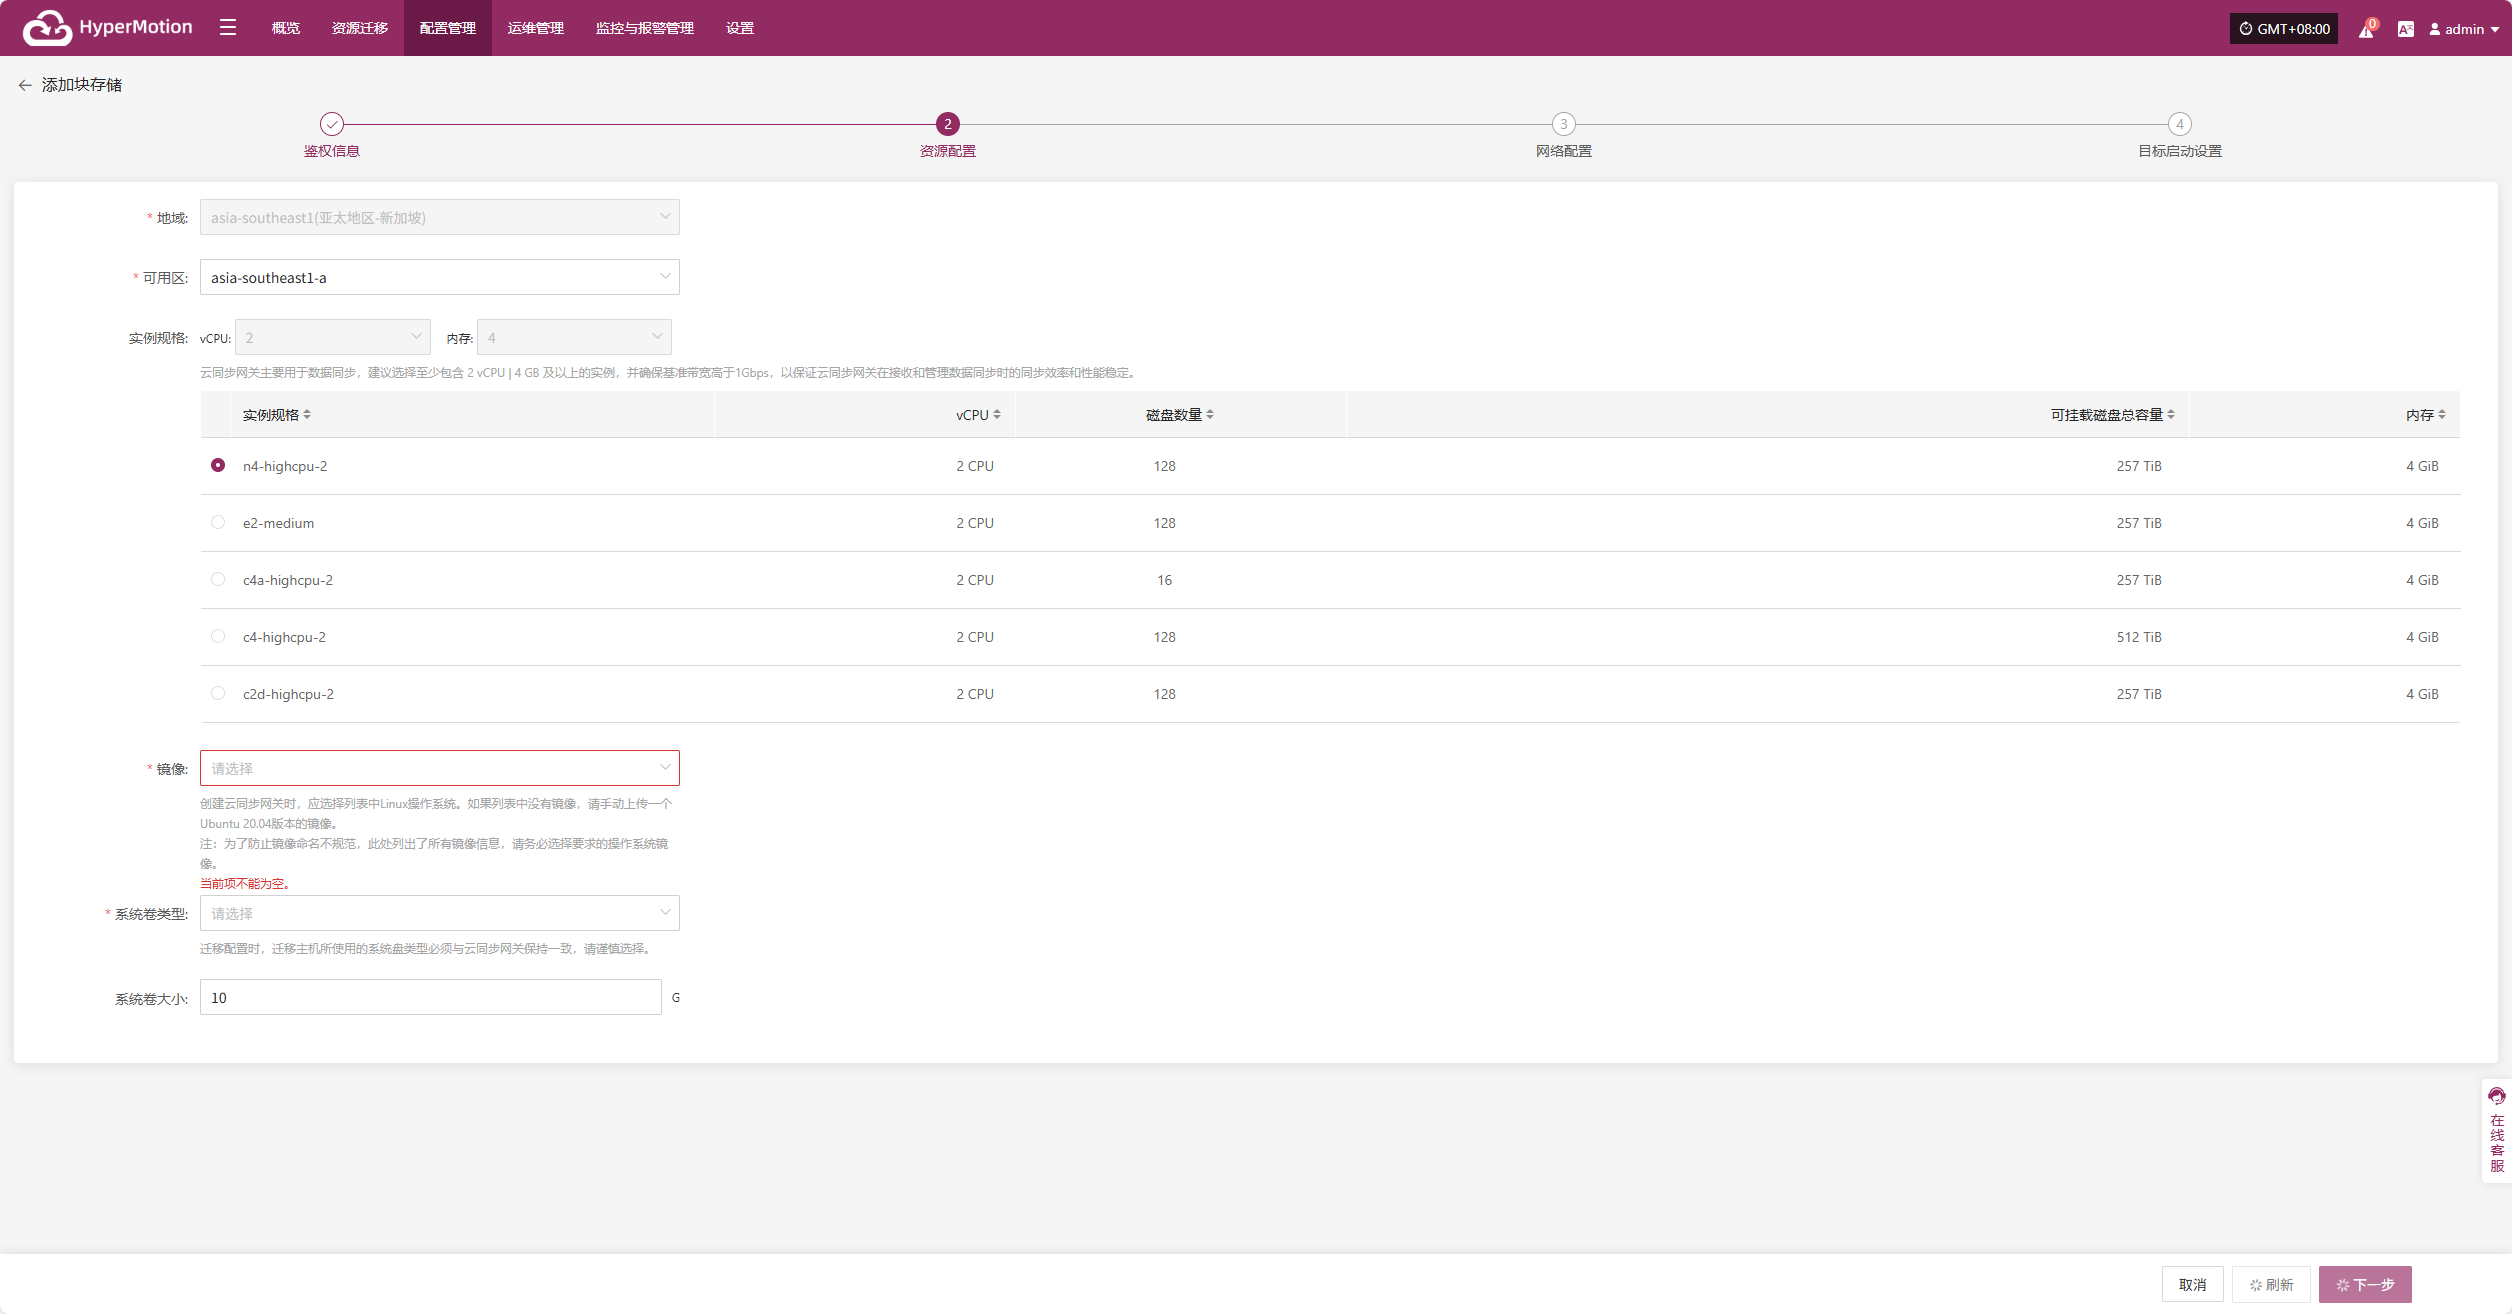 HyperMotion 概览 资源迁移 配置管理 运维管理 监控与报警管理 设置 GMT+08:00 0 admin
添加块存储
2 3 4
鉴权信息 资源配置 网络配置 目标启动设置
* 地域: asia-southeast1(亚太地区-新加坡)
* 可用区: asia-southeast1-a
实例规格: vCPU: 2 内存: 4
云同步网关主要用于数据同步，建议选择至少包含 2 vCPU | 4 GB 及以上的实例，并确保基准带宽高于1Gbps，以保证云同步网关在接收和管理数据同步时的同步效率和性能稳定。
实例规格 vCPU 磁盘数量 可挂载磁盘总容量 内存
n4-highcpu-2 2 CPU 128 257 TiB 4 GiB
e2-medium 2 CPU 128 257 TiB 4 GiB
c4a-highcpu-2 2 CPU 16 257 TiB 4 GiB
c4-highcpu-2 2 CPU 128 512 TiB 4 GiB
c2d-highcpu-2 2 CPU 128 257 TiB 4 GiB
* 镜像: 请选择
创建云同步网关时，应选择列表中Linux操作系统。如果列表中没有镜像，请手动上传一个
Ubuntu 20.04版本的镜像。
注：为了防止镜像命名不规范，此处列出了所有镜像信息，请务必选择要求的操作系统镜
像。
当前项不能为空。
* 系统卷类型: 请选择
迁移配置时，迁移主机所使用的系统盘类型必须与云同步网关保持一致，请谨慎选择。
系统卷大小: 10 G
在线客服
取消 刷新 下一步